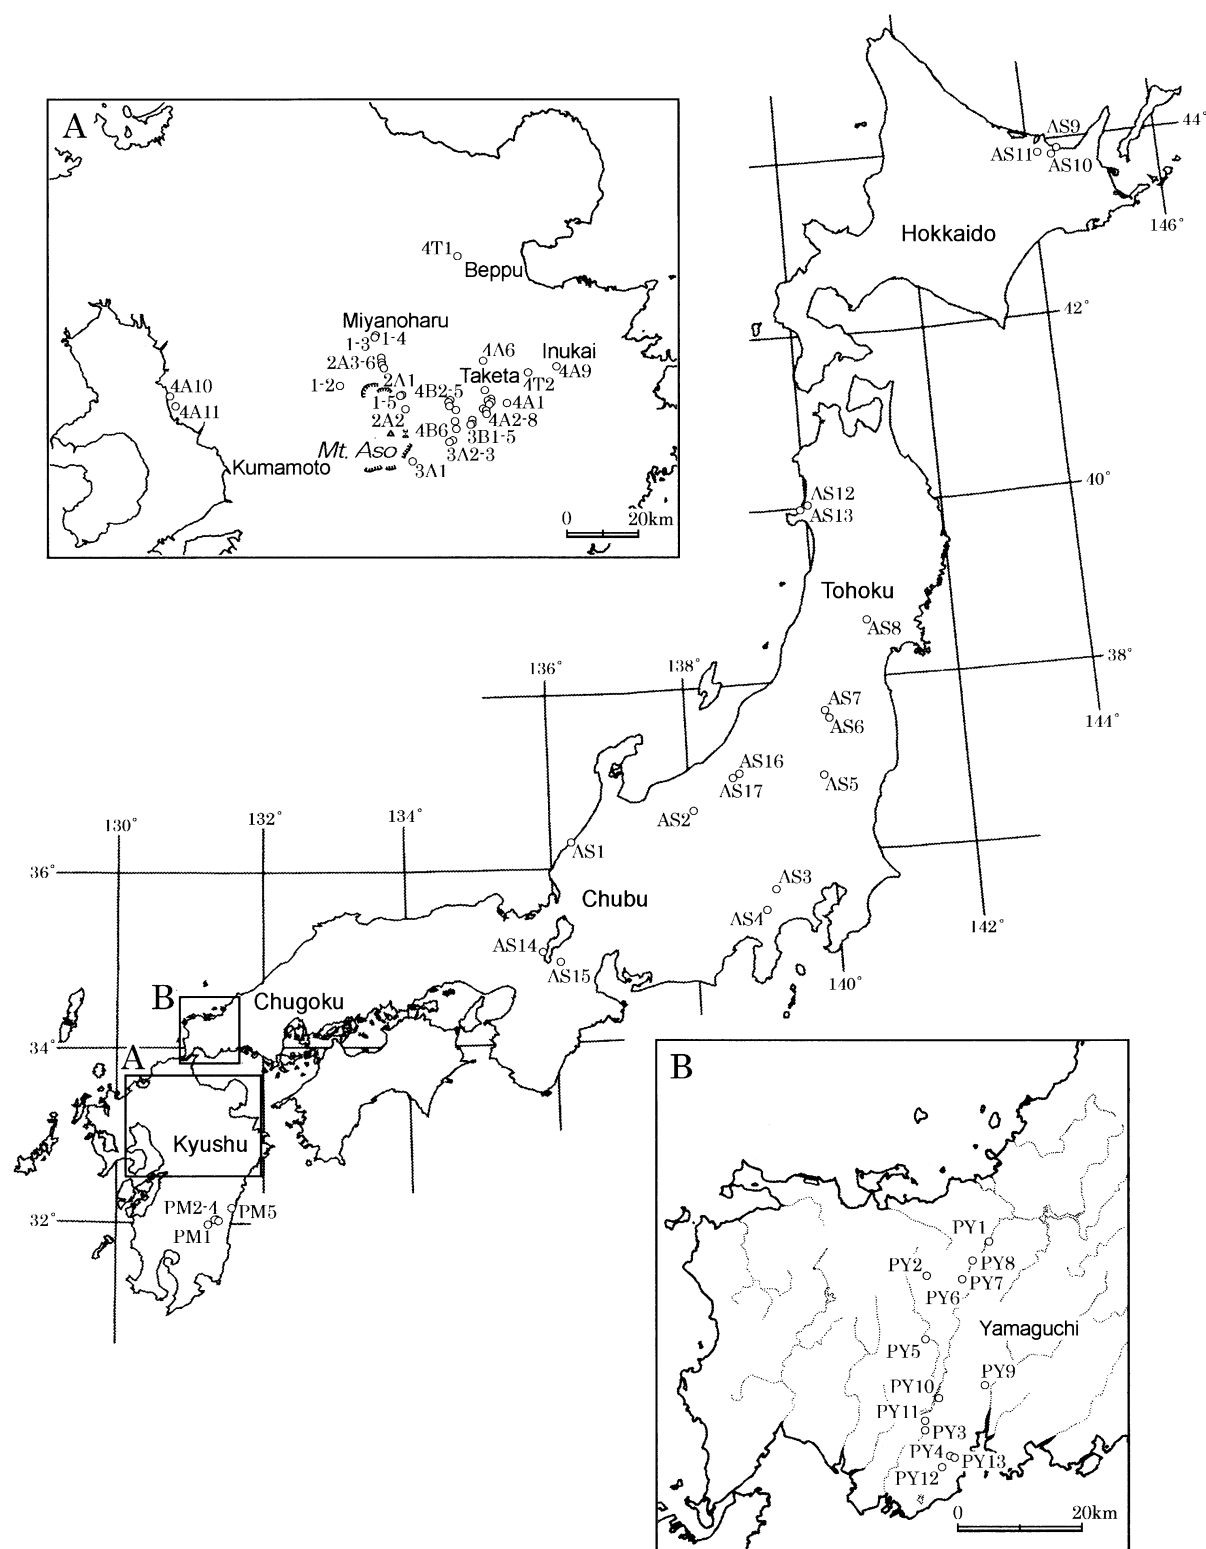 A
4T1
Beppu
Miyanoharu
1-3
1-4
2A3-6
1-2
2A1
1-5
2A2
4B2-5
4B6
4A6
Taketa
Inukai
4A9
4T2
4A1
4A2-8
3B1-5
3A2-3
3A1
Mt. Aso
4A10
4A11
Kumamoto
0 20km
44°
AS9
AS11
AS10
146°
Hokkaido
42°
40°
AS12
AS13
Tohoku
AS8
38°
144°
136°
138°
AS7
AS6
AS16
AS17
AS5
AS2
130°
132°
134°
AS1
36°
AS3
Chubu
AS4
142°
AS14
AS15
140°
B
Chugoku
34°
A
Kyushu
PM2-4
PM5
32°
PM1
B
PY1
PY8
PY2
PY7
PY6
Yamaguchi
PY5
PY9
PY10
PY11
PY3
PY4
PY13
PY12
0 20km